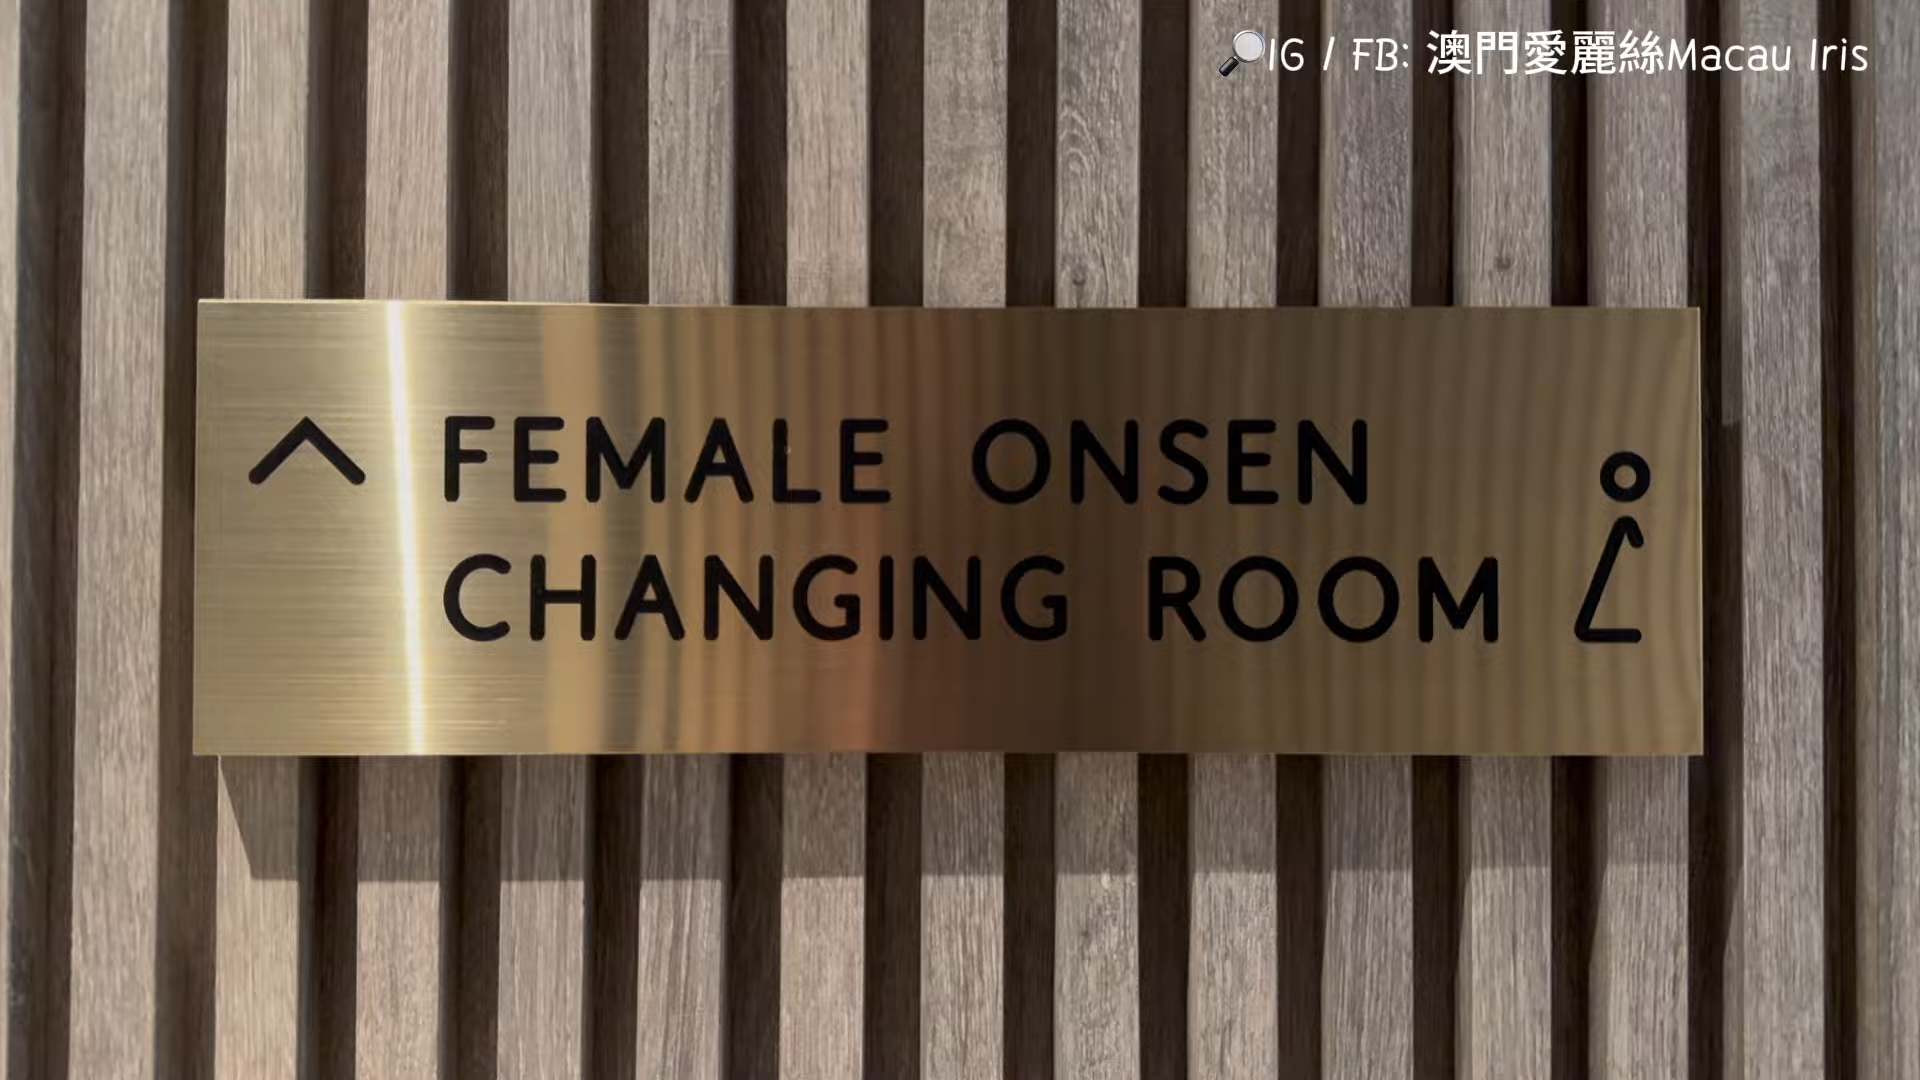 IG / FB: 澳門愛麗絲Macau Iris
FEMALE ONSEN
CHANGING ROOM